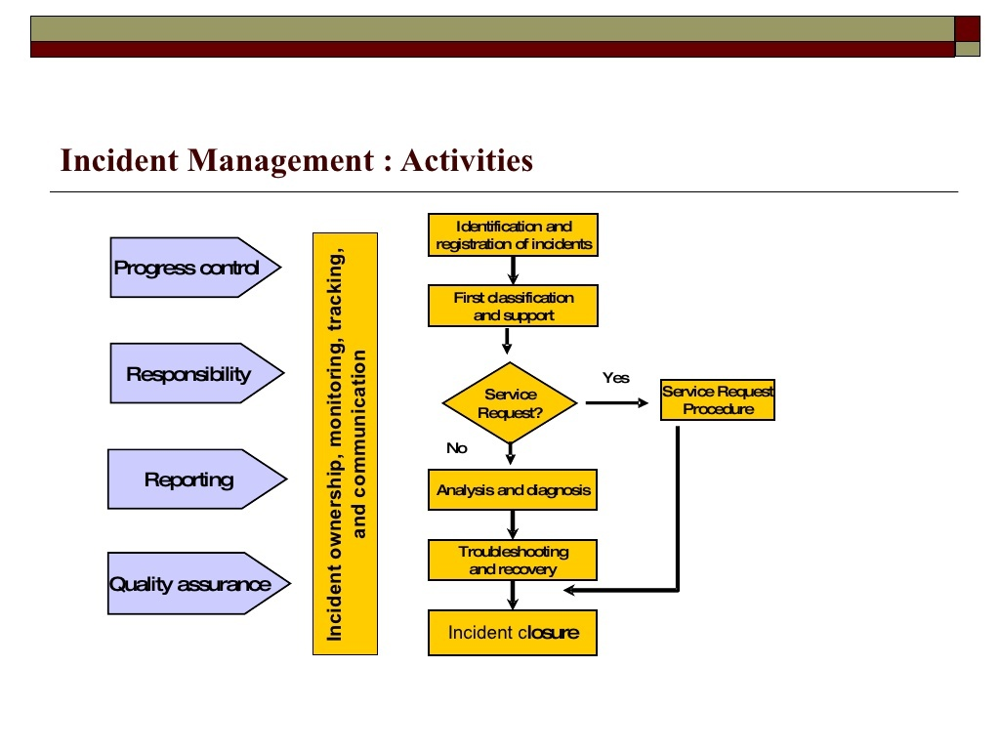 Incident Management : Activities
Progress control
Responsibility
Reporting
Quality assurance
Incident ownership, monitoring, tracking,
and communication
Identification and
registration of incidents
First classification
and support
Service
Request?
Yes
Service Request
Procedure
No
Analysis and diagnosis
Troubleshooting
and recovery
Incident closure